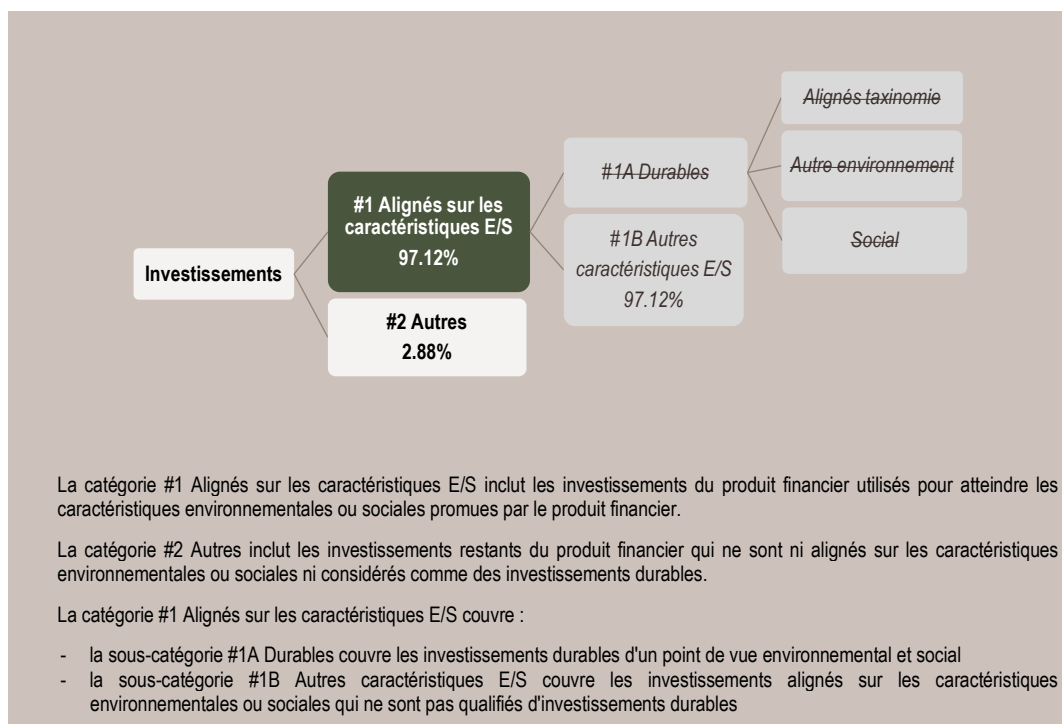 Alignés taxinomie
#1A Durables
Autre environnement
#1 Alignés sur les
caractéristiques E/S
97.12%
#1B Autres
caractéristiques E/S
97.12%
Social
Investissements
#2 Autres
2.88%
La catégorie #1 Alignés sur les caractéristiques E/S inclut les investissements du produit financier utilisés pour atteindre les
caractéristiques environnementales ou sociales promues par le produit financier.
La catégorie #2 Autres inclut les investissements restants du produit financier qui ne sont ni alignés sur les caractéristiques
environnementales ou sociales ni considérés comme des investissements durables.
La catégorie #1 Alignés sur les caractéristiques E/S couvre :
- la sous-catégorie #1A Durables couvre les investissements durables d'un point de vue environnemental et social
- la sous-catégorie #1B Autres caractéristiques E/S couvre les investissements alignés sur les caractéristiques
environnementales ou sociales qui ne sont pas qualifiés d'investissements durables